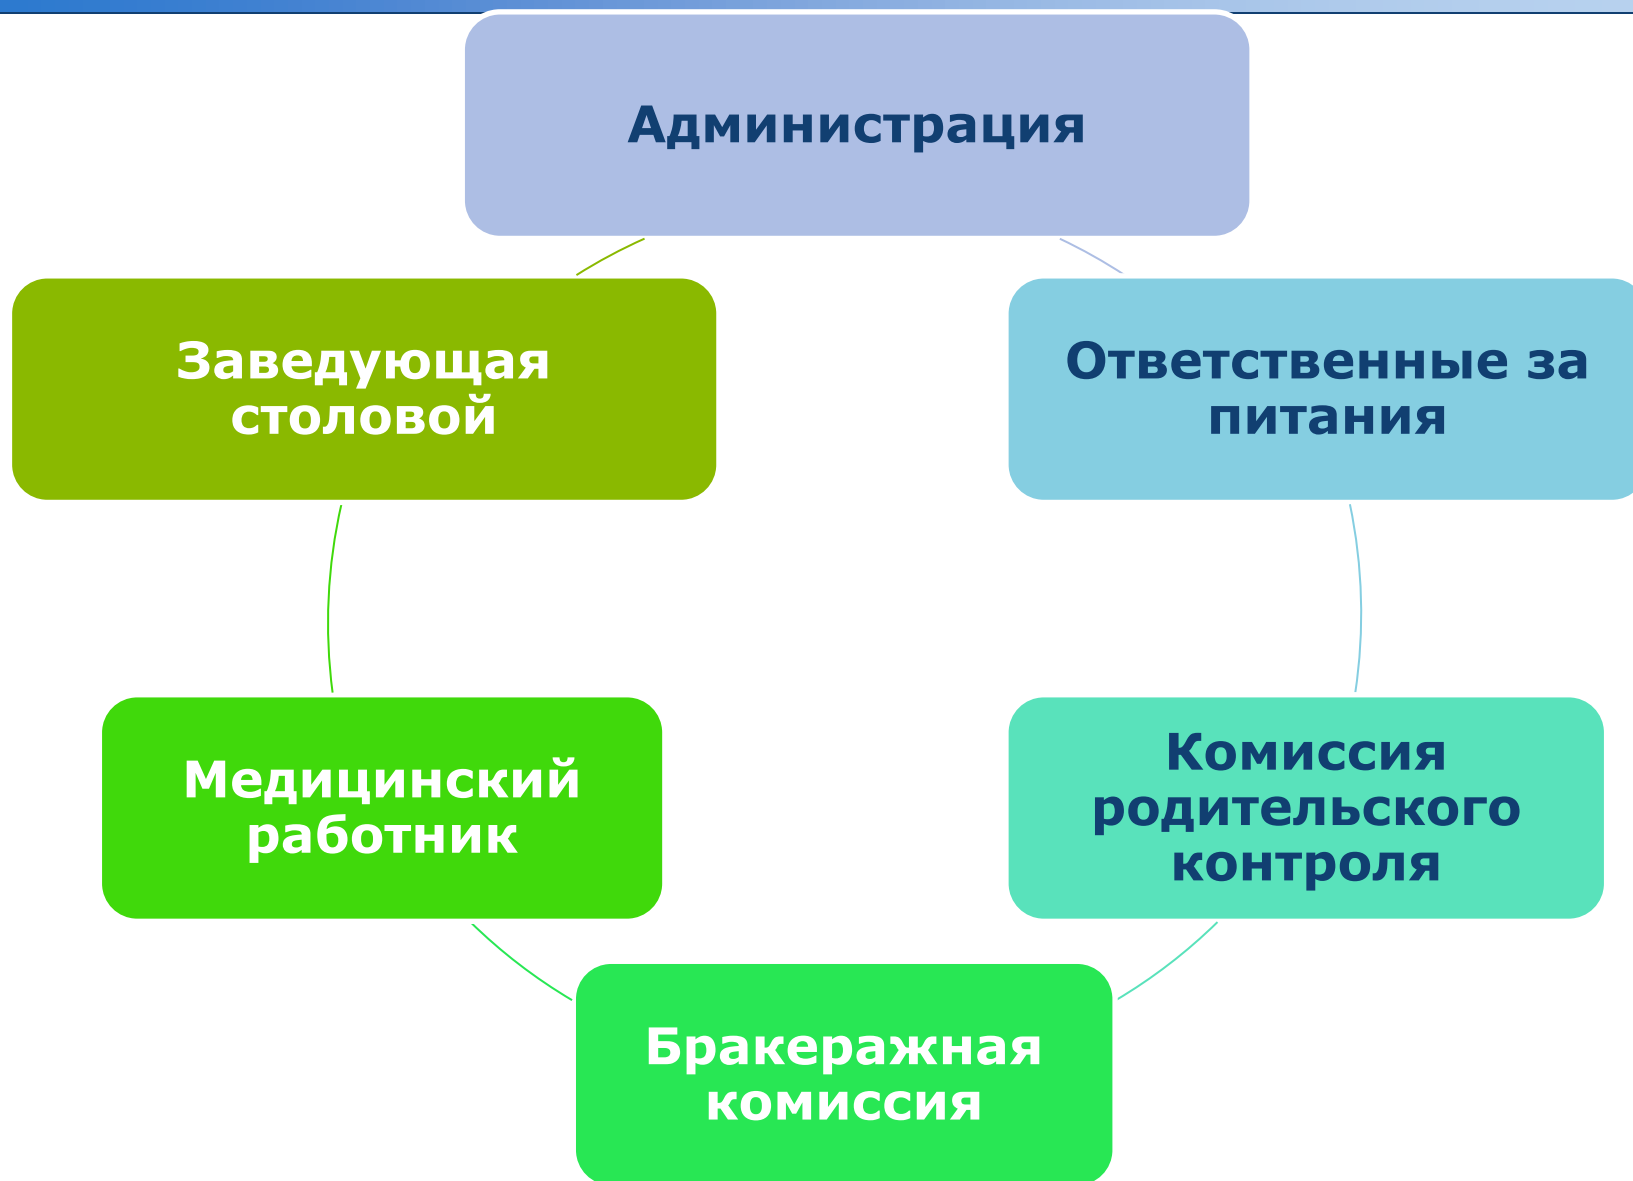 Администрация
Заведующая
столовой
Ответственные за
питания
Медицинский
работник
Комиссия
родительского
контроля
Бракеражная
комиссия